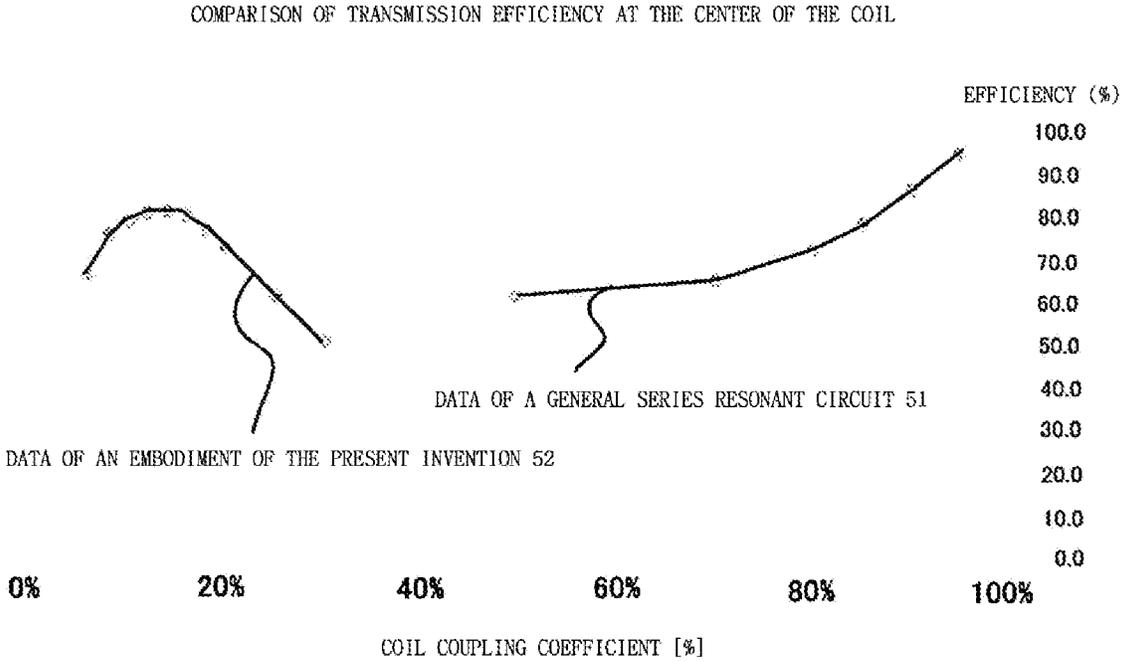 COMPARISON OF TRANSMISSION EFFICIENCY AT THE CENTER OF THE COIL
EFFICIENCY (%)
100.0
90.0
80.0
70.0
60.0
50.0
40.0
30.0
20.0
10.0
0.0
DATA OF A GENERAL SERIES RESONANT CIRCUIT 51
DATA OF AN EMBODIMENT OF THE PRESENT INVENTION 52
0% 20% 40% 60% 80% 100%
COIL COUPLING COEFFICIENT [%]